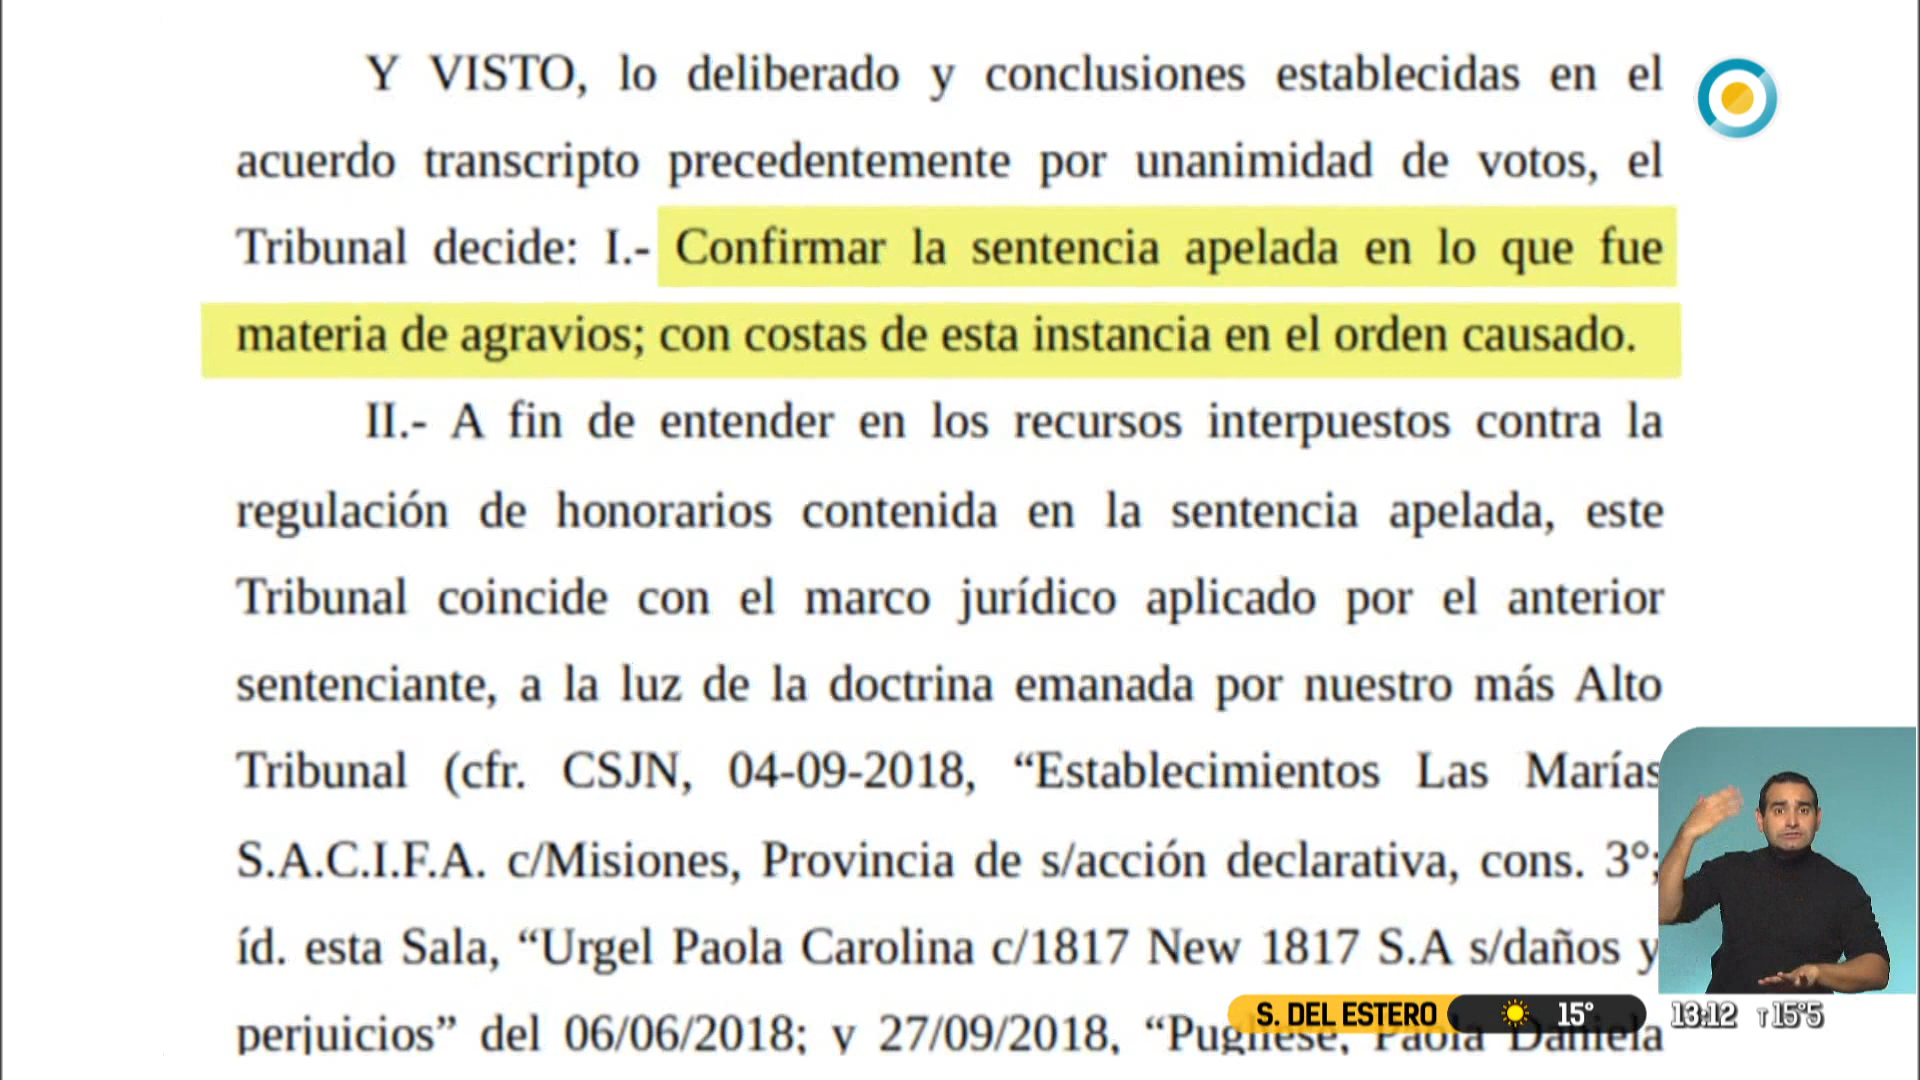 Y VISTO, lo deliberado y conclusiones establecidas en el
acuerdo transcripto precedentemente por unanimidad de votos, el
Tribunal decide: I.- Confirmar la sentencia apelada en lo que fue
materia de agravios; con costas de esta instancia en el orden causado.
II.- A fin de entender en los recursos interpuestos contra la
regulación de honorarios contenida en la sentencia apelada, este
Tribunal coincide con el marco jurídico aplicado por el anterior
sentenciante, a la luz de la doctrina emanada por nuestro más Alto
Tribunal (cfr. CSJN, 04-09-2018, “Establecimientos Las Marías
S.A.C.I.F.A. c/Misiones, Provincia de s/acción declarativa, cons. 3°;
íd. esta Sala, “Urgel Paola Carolina c/1817 New 1817 S.A s/daños y
perjuicios” del 06/06/2018; y 27/09/2018, “Pugliese, Paola Daniela
S. DEL ESTERO 15° 13:12 T15°5